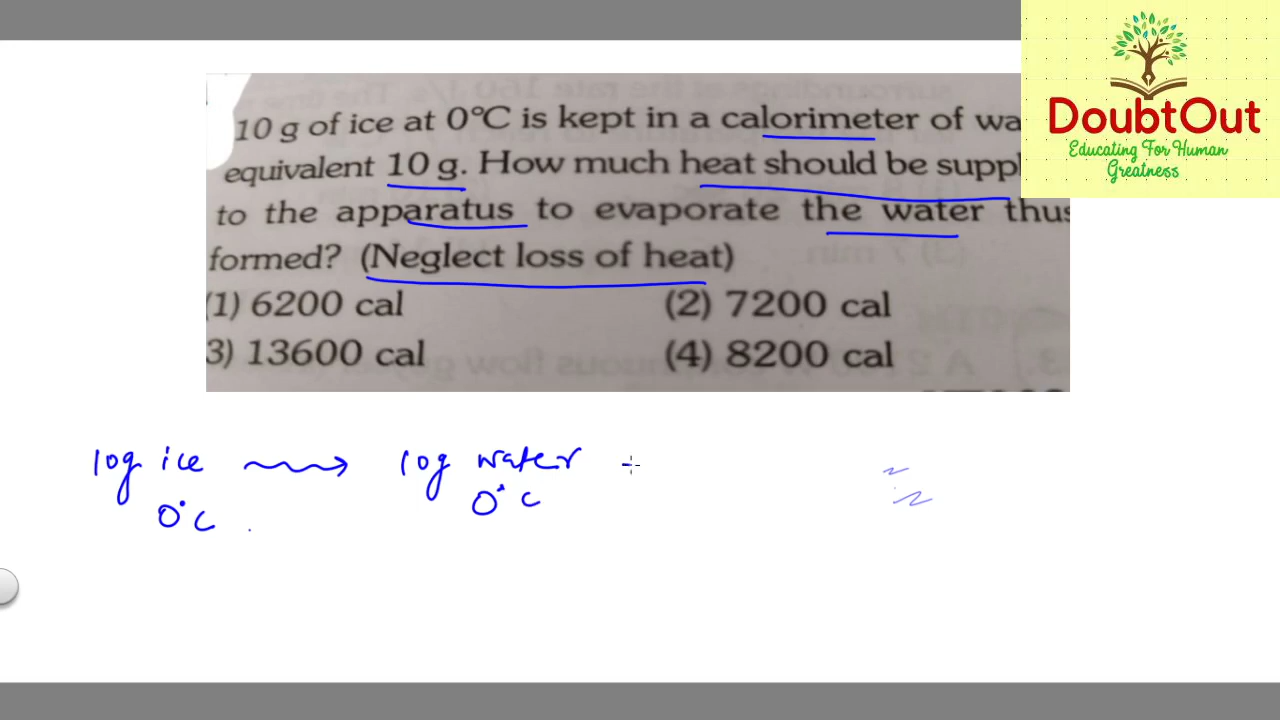 10 g of ice at 0°C is kept in a calorimeter of wa
equivalent 10 g. How much heat should be suppl
to the apparatus to evaporate the water thus
formed? (Neglect loss of heat)
(1) 6200 cal (2) 7200 cal
3) 13600 cal (4) 8200 cal
DoubtOut
Educating For Human
Greatness
10g ice 10g water
0°C 0°C